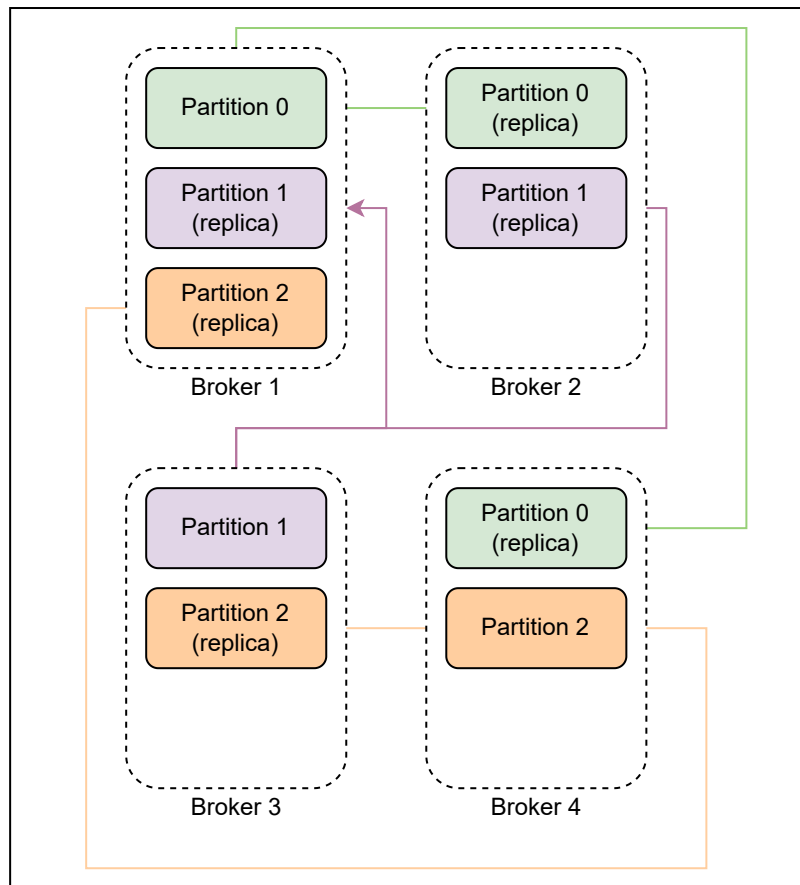 Partition 0
Partition 1
(replica)
Partition 2
(replica)
Broker 1
Partition 0
(replica)
Partition 1
(replica)
Broker 2
Partition 1
Partition 2
(replica)
Broker 3
Partition 0
(replica)
Partition 2
Broker 4